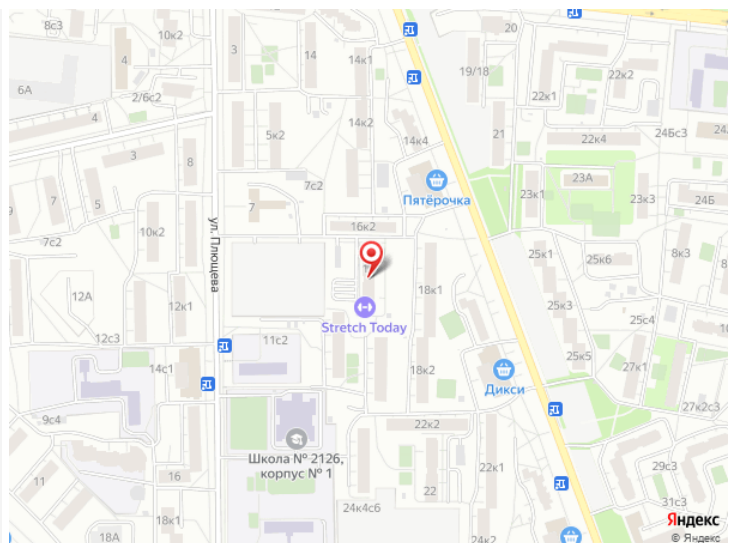 8с3
10к2
3
14
14к1
20
19/18
22к2
4
6А
2/6с2
22к1
14к2
4
5к2
21
22к4
24Бс3
24
3
8
14к4
7
5
7с2
7
Пятёрочка
23А
23к1
23к3
24Б
9
10к2
16к2
7с2
ул. Плющева
25к1
25к6
8к3
12А
12к1
18к1
25к3
25с4
10
Stretch Today
12с3
11с2
25к5
14с1
18к2
27к1
Дикси
27к2с3
9с4
22к2
Школа № 2126,
корпус № 1
16
22к1
29с3
11
22
31с3
24к4с6
18к1
Яндекс
18А
24к2
© Яндекс